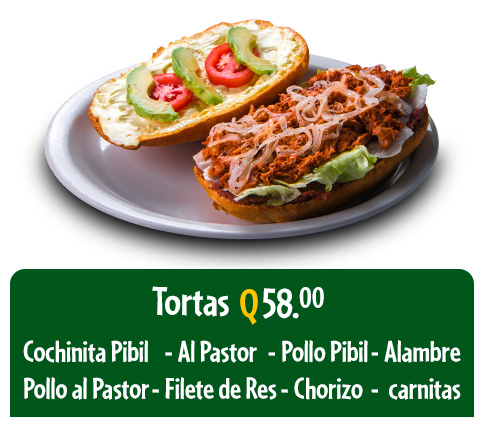 Tortas Q58.00
Cochinita Pibil - Al Pastor - Pollo Pibil - Alambre
Pollo al Pastor - Filete de Res - Chorizo - carnitas